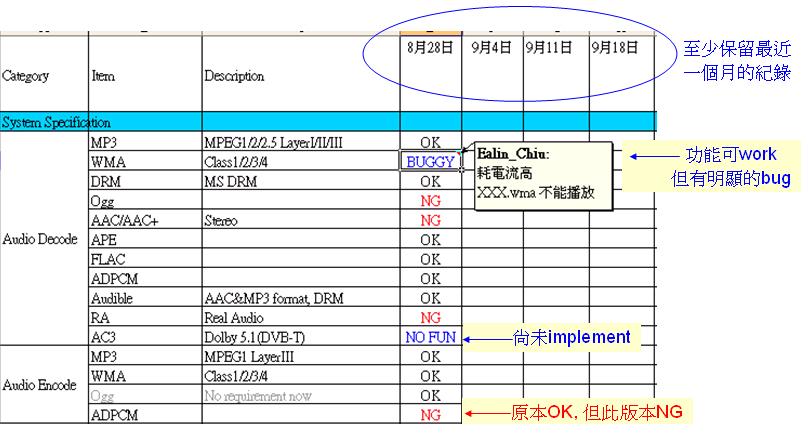 8月28日 9月4日 9月11日 9月18日
至少保留最近
一個月的紀錄
Category Item Description
System Specification
MP3 MPEG1/2/2.5 LayerI/II/III OK
WMA Class1/2/3/4 BUGGY
Ealin_Chiu:
耗電流高
XXX.wma 不能播放
功能可work
但有明顯的bug
DRM MS DRM OK
Ogg NG
AAC/AAC+ Stereo NG
Audio Decode APE OK
FLAC OK
ADPCM OK
Audible AAC&MP3 format, DRM OK
RA Real Audio NG
AC3 Dolby 5.1(DVB-T) NO FUN
尚未implement
MP3 MPEG1 LayerIII OK
Audio Encode WMA Class1/2/3/4 OK
Ogg No requirement now OK
ADPCM NG
原本OK, 但此版本NG